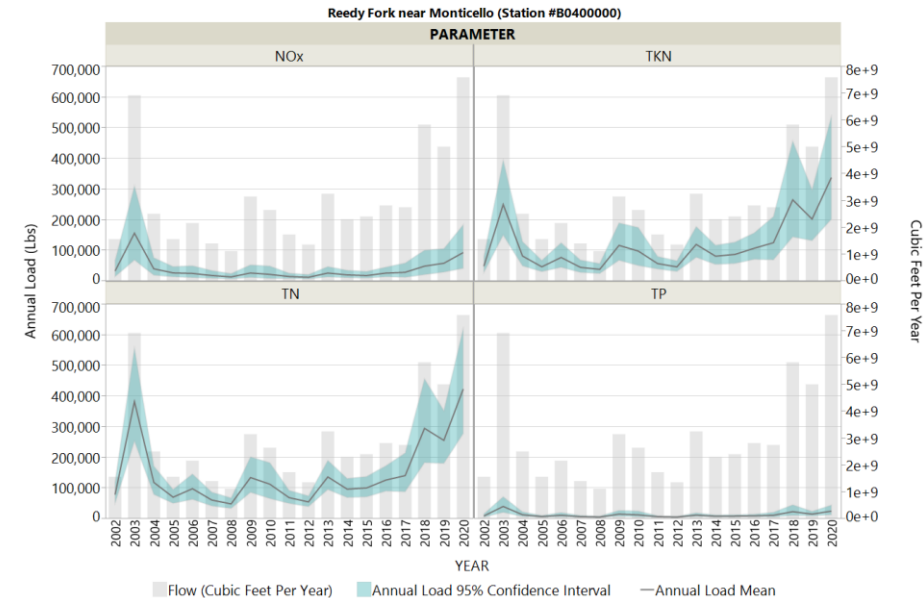 Reedy Fork near Monticello (Station #B0400000)
PARAMETER
NOx TKN
700,000 8e+9
600,000 7e+9
500,000 6e+9
400,000 5e+9
300,000 4e+9
200,000 3e+9
100,000 2e+9
0 1e+9
0e+0
TN TP
700,000 8e+9
600,000 7e+9
500,000 6e+9
400,000 5e+9
300,000 4e+9
200,000 3e+9
100,000 2e+9
0 1e+9
0e+0
Annual Load (Lbs)
Cubic Feet Per Year
2002 2003 2004 2005 2006 2007 2008 2009 2010 2011 2012 2013 2014 2015 2016 2017 2018 2019 2020 2002 2003 2004 2005 2006 2007 2008 2009 2010 2011 2012 2013 2014 2015 2016 2017 2018 2019 2020
YEAR
Flow (Cubic Feet Per Year) Annual Load 95% Confidence Interval Annual Load Mean